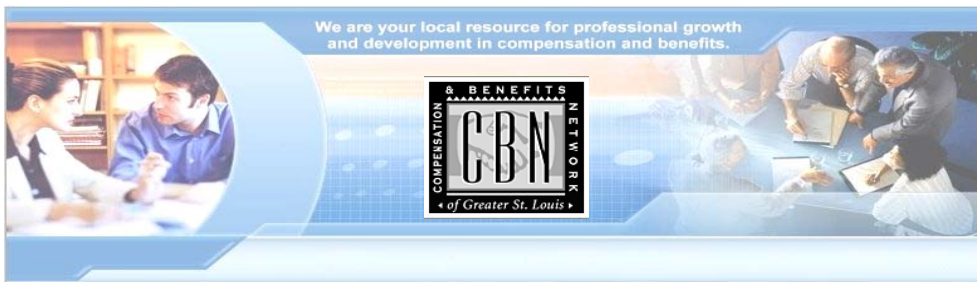 We are your local resource for professional growth
and development in compensation and benefits.
& BENEFITS
COMPENSATION
NETWORK
CBN
of Greater St. Louis